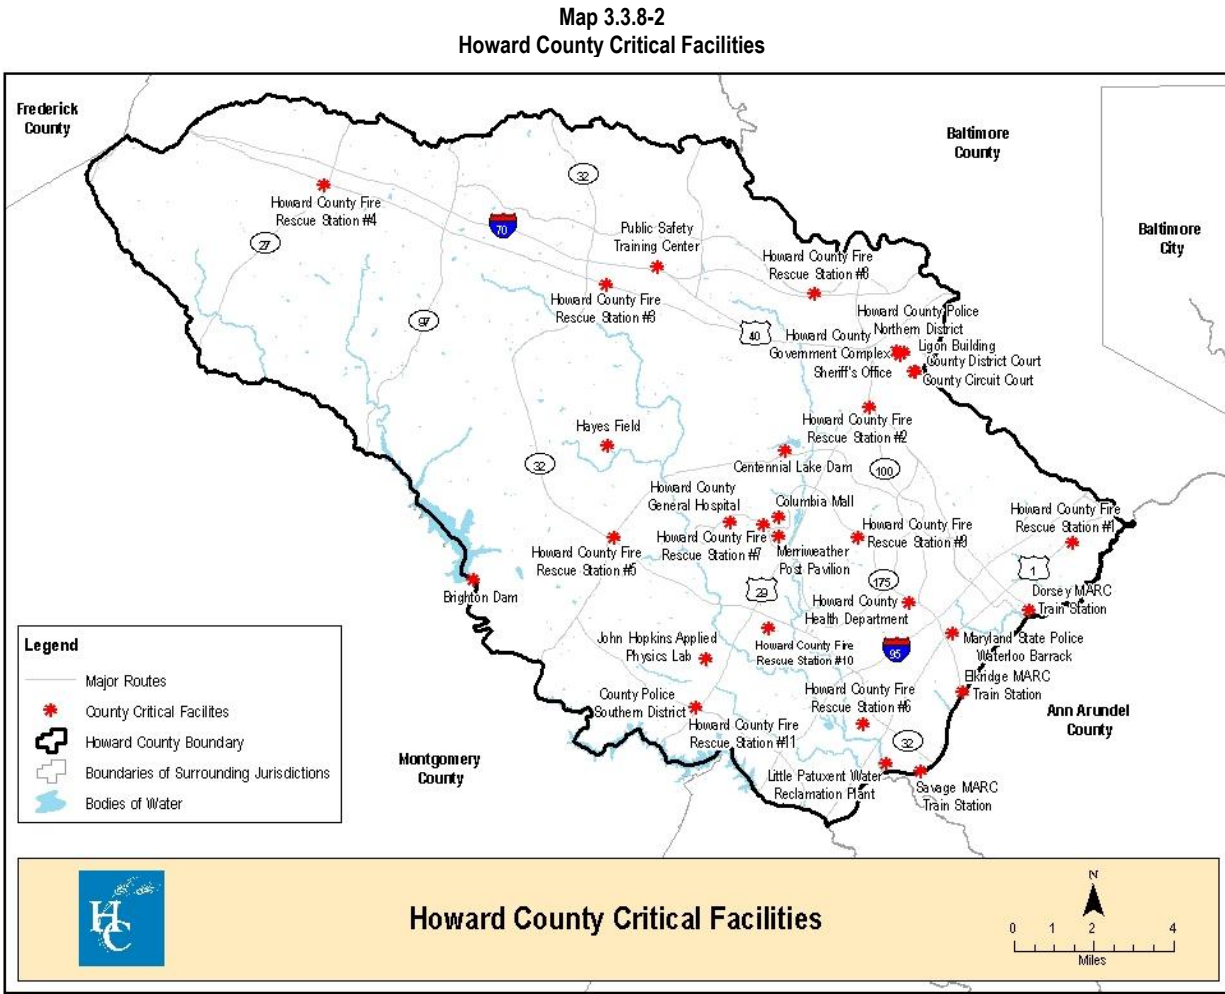 Map 3.3.8-2
Howard County Critical Facilities
Frederick
County
Baltimore
County
Baltimore
City
32
Howard County Fire
Rescue Station #4
70
27
Public Safety
Training Center
Howard County Fire
Rescue Station #8
Howard County Fire
Rescue Station #3
97
40
Howard County Police
Northern District
Howard County
Government Complex
Ligon Building
County District Court
Sheriff's Office
County Circuit Court
Howard County Fire
Rescue Station #2
Hayes Field
32
Centennial Lake Dam
100
Howard County
General Hospital
Columbia Mall
Howard County Fire
Rescue Station #1
Howard County Fire
Rescue Station #7
Howard County Fire
Rescue Station #9
Howard County Fire
Rescue Station #5
Merriweather
Post Pavilion
1
175
29
Brighton Dam
Dorsey MARC
Train Station
Howard County
Health Department
John Hopkins Applied
Physics Lab
Howard County Fire
Rescue Station #10
95
Maryland State Police
Waterloo Barrack
Elkridge MARC
Train Station
County Police
Southern District
Howard County Fire
Rescue Station #6
Howard County Fire
Rescue Station #11
32
Ann Arundel
County
Montgomery
County
Little Patuxent Water
Reclamation Plant
Savage MARC
Train Station
Legend
Major Routes
County Critical Facilites
Howard County Boundary
Boundaries of Surrounding Jurisdictions
Bodies of Water
HC
Howard County Critical Facilities
N
0 1 2 4
Miles